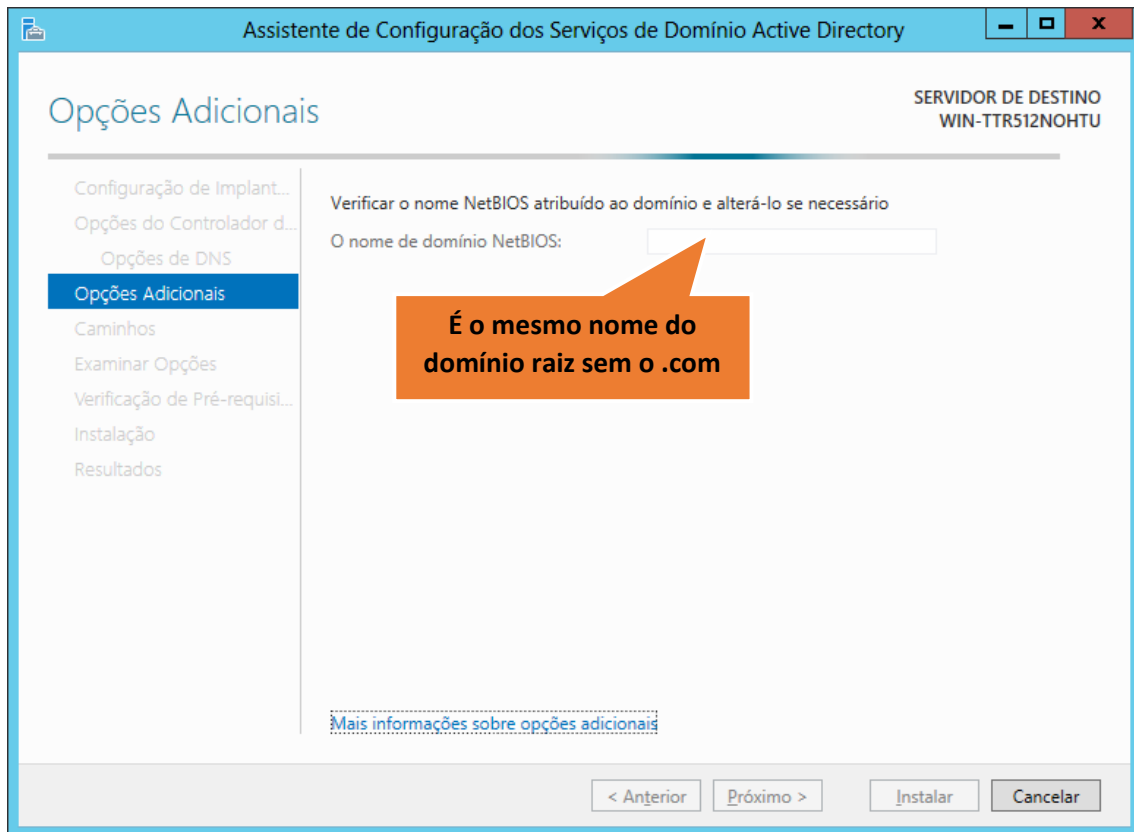 Assistente de Configuração dos Serviços de Domínio Active Directory
Opções Adicionais
SERVIDOR DE DESTINO
WIN-TTR512NOHTU
Configuração de Implant...
Opções do Controlador d...
Opções de DNS
Opções Adicionais
Caminhos
Examinar Opções
Verificação de Pré-requisi...
Instalação
Resultados
Verificar o nome NetBIOS atribuído ao domínio e alterá-lo se necessário
O nome de domínio NetBIOS:
É o mesmo nome do
domínio raiz sem o .com
Mais informações sobre opções adicionais
< Anterior
Próximo >
Instalar
Cancelar